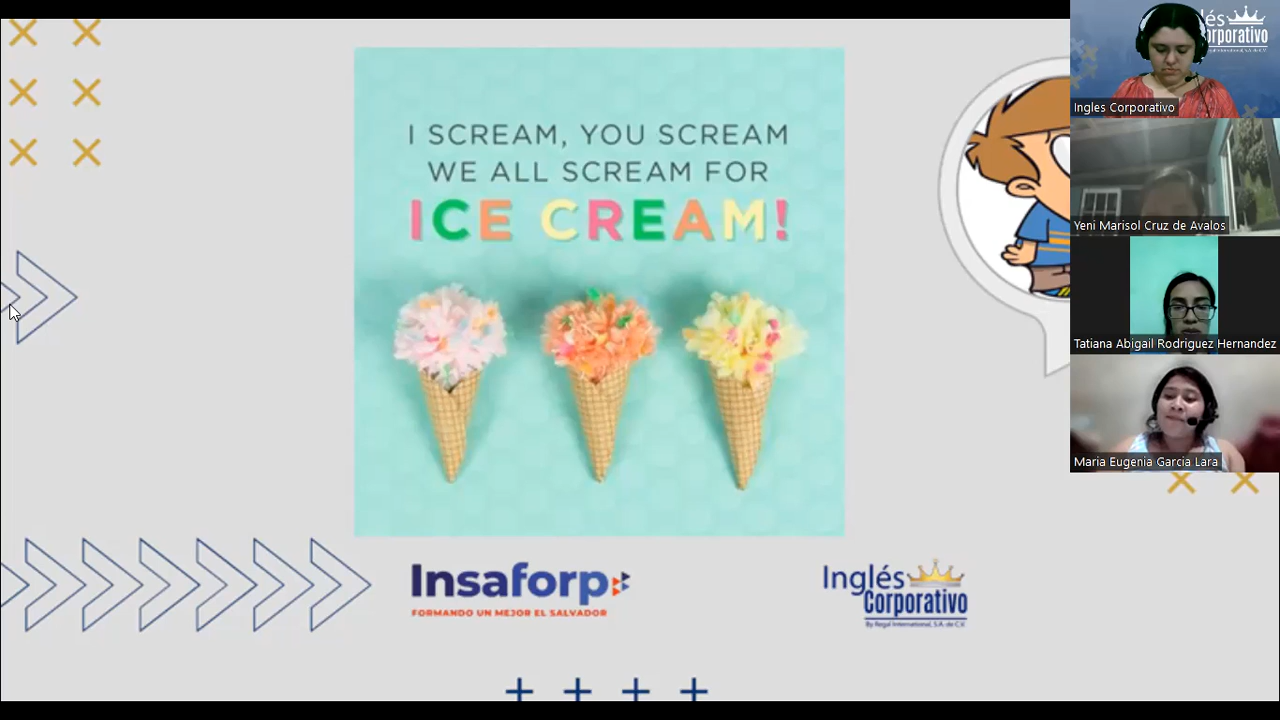 I SCREAM, YOU SCREAM
WE ALL SCREAM FOR
ICE CREAM!
Insaforp
FORMANDO UN MEJOR EL SALVADOR
Inglés
Corporativo
By Regal International, S.A. de C.V.
Ingles Corporativo
Yeni Marisol Cruz de Avalos
Tatiana Abigail Rodriguez Hernandez
Maria Eugenia Garcia Lara